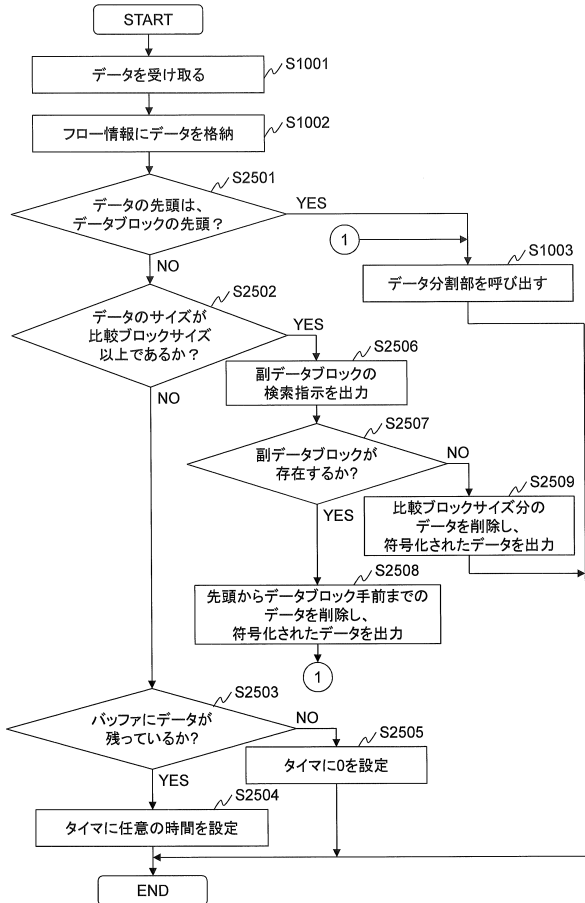 START
データを受け取る
S1001
フロー情報にデータを格納
S1002
S2501
データの先頭は、
データブロックの先頭？
YES
NO
1
S1003
データ分割部を呼び出す
S2502
データのサイズが
比較ブロックサイズ
以上であるか？
YES
NO
S2506
副データブロックの
検索指示を出力
S2507
副データブロックが
存在するか？
NO
YES
S2509
比較ブロックサイズ分の
データを削除し、
符号化されたデータを出力
S2508
先頭からデータブロック手前までの
データを削除し、
符号化されたデータを出力
1
S2503
バッファにデータが
残っているか？
NO
YES
S2505
タイマに0を設定
S2504
タイマに任意の時間を設定
END